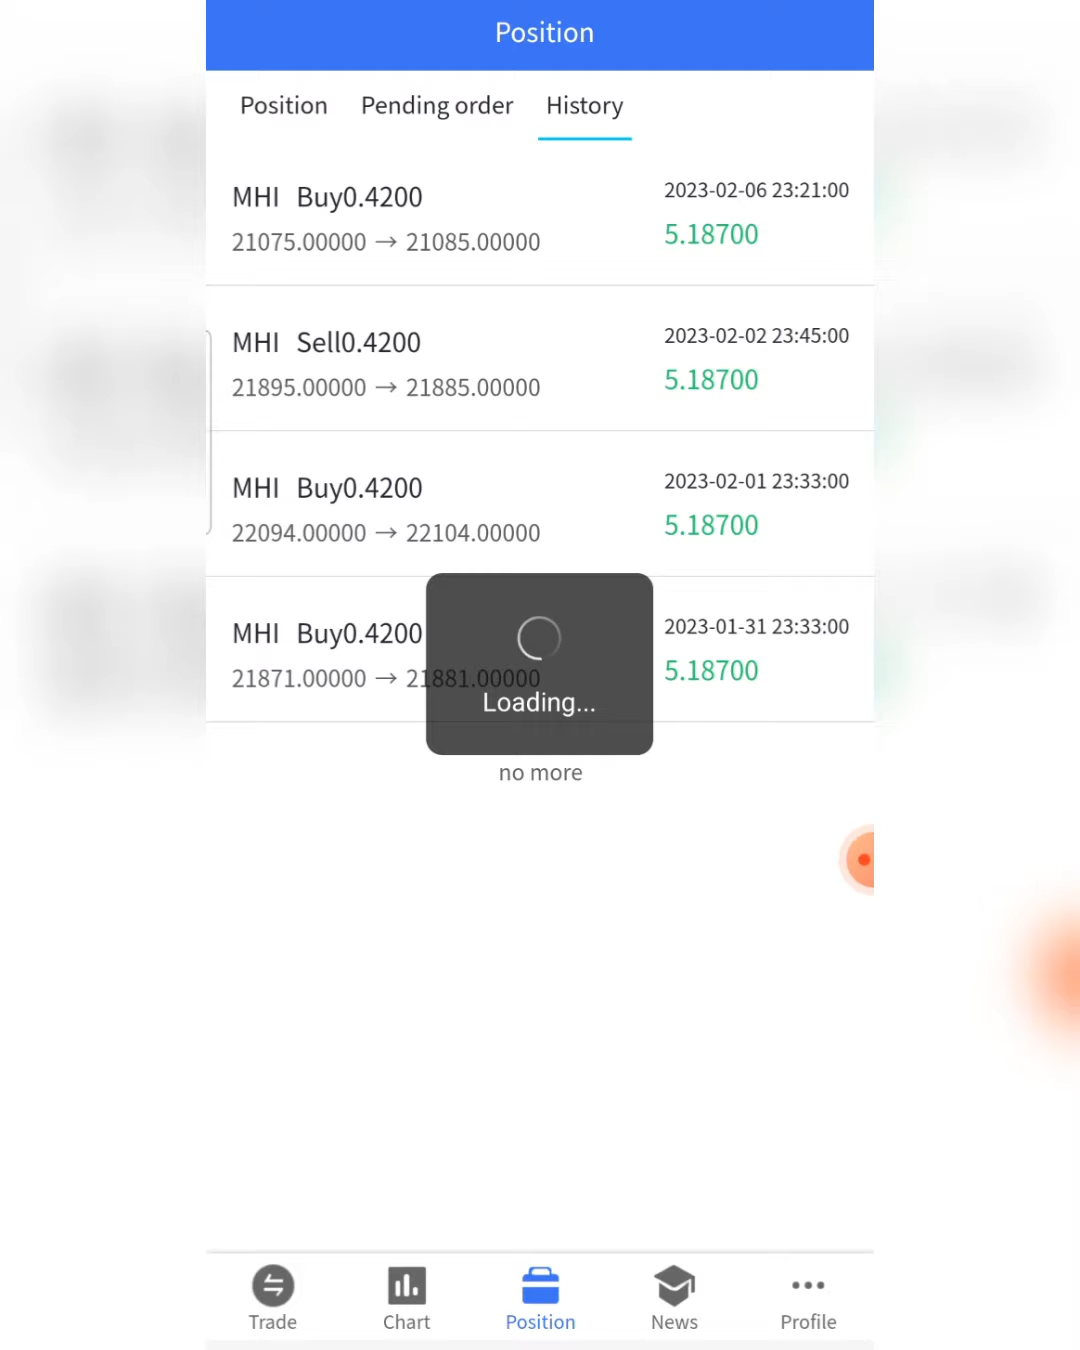 Position
Position Pending order History
MHI Buy0.4200 2023-02-06 23:21:00
21075.00000 → 21085.00000 5.18700
MHI Sell0.4200 2023-02-02 23:45:00
21895.00000 → 21885.00000 5.18700
MHI Buy0.4200 2023-02-01 23:33:00
22094.00000 → 22104.00000 5.18700
MHI Buy0.4200 2023-01-31 23:33:00
21871.00000 → 21881.00000 5.18700
Loading...
no more
Trade Chart Position News Profile